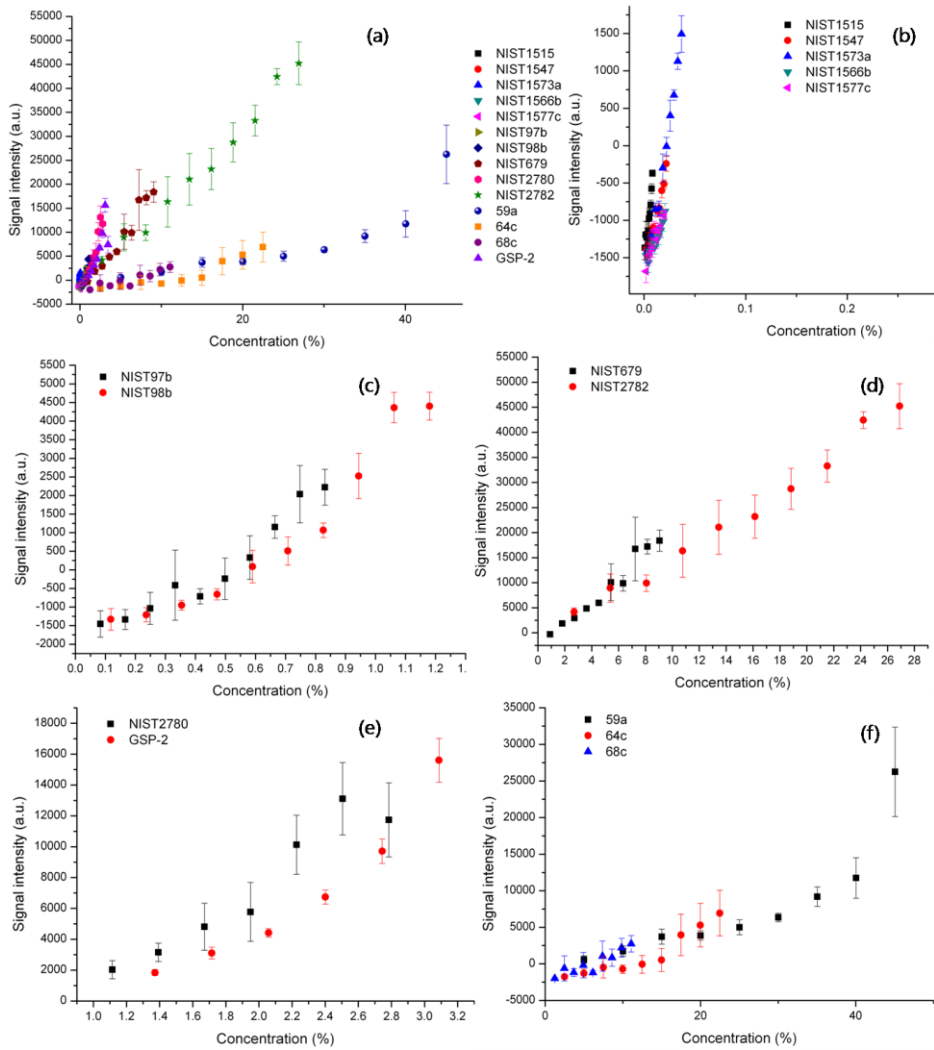 (a)
55000
50000
45000
40000
35000
30000
25000
20000
15000
10000
5000
0
-5000
Signal intensity (a.u.)
0
20
40
Concentration (%)
NIST1515
NIST1547
NIST1573a
NIST1566b
NIST1577c
NIST97b
NIST98b
NIST679
NIST2780
NIST2782
59a
64c
68c
GSP-2
(b)
1500
1000
500
0
-500
-1000
-1500
Signal intensity (a.u.)
0.0
0.1
0.2
Concentration (%)
NIST1515
NIST1547
NIST1573a
NIST1566b
NIST1577c
(c)
NIST97b
NIST98b
5500
5000
4500
4000
3500
3000
2500
2000
1500
1000
500
0
-500
-1000
-1500
-2000
Signal intensity (a.u.)
0.0
0.1
0.2
0.3
0.4
0.5
0.6
0.7
0.8
0.9
1.0
1.1
1.2
1.
Concentration (%)
(d)
NIST679
NIST2782
55000
50000
45000
40000
35000
30000
25000
20000
15000
10000
5000
0
Signal intensity (a.u.)
0
2
4
6
8
10
12
14
16
18
20
22
24
26
28
Concentration (%)
(e)
NIST2780
GSP-2
18000
16000
14000
12000
10000
8000
6000
4000
2000
0
Signal intensity (a.u.)
1.0
1.2
1.4
1.6
1.8
2.0
2.2
2.4
2.6
2.8
3.0
3.2
Concentration (%)
(f)
59a
64c
68c
35000
30000
25000
20000
15000
10000
5000
0
-5000
Signal intensity (a.u.)
0
20
40
Concentration (%)